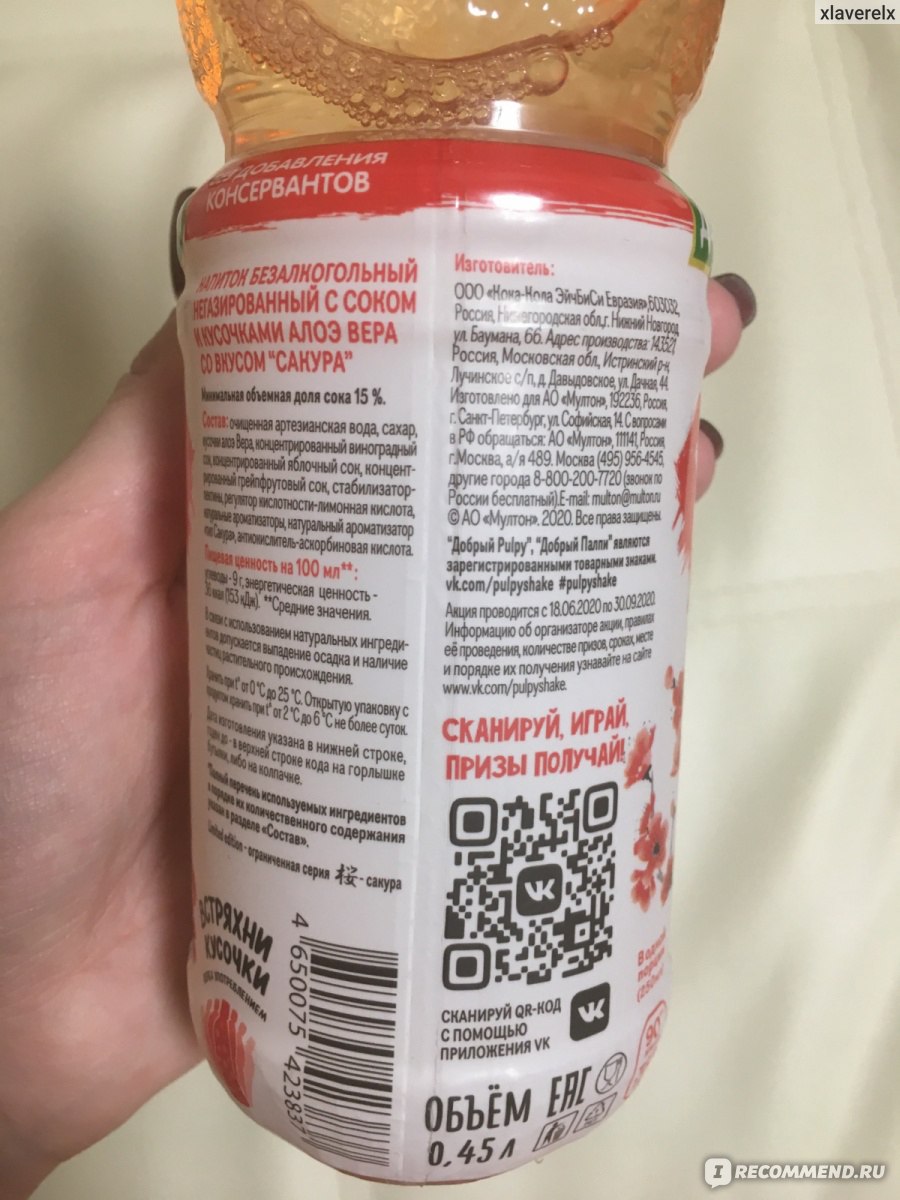 xlaverelx
ДОБАВЛЕНИЯ
КОНСЕРВАНТОВ
НАПИТОК БЕЗАЛКОГОЛЬНЫЙ
НЕГАЗИРОВАННЫЙ С СОКОМ
И КУСОЧКАМИ АЛОЭ ВЕРА
СО ВКУСОМ "САКУРА"
Минимальная объемная доля сока 15 %.
Состав: очищенная артезианская вода, сахар,
кусочки алоэ Вера, концентрированный виноградный
сок, концентрированный яблочный сок, концент-
рированный грейпфрутовый сок, стабилизатор-
пектины, регулятор кислотности-лимонная кислота,
натуральные ароматизаторы, натуральный ароматизатор
"тип Сакура", антиокислитель-аскорбиновая кислота.
Пищевая ценность на 100 мл**:
углеводы - 9 г, энергетическая ценность -
36 ккал (153 кДж). **Средние значения.
В связи с использованием натуральных ингреди-
ентов допускается выпадение осадка и наличие
частиц растительного происхождения.
Хранить при t° от 0 °С до 25 °С. Открытую упаковку с
продуктом хранить при t° от 2 °С до 6 °С не более суток.
Дата изготовления указана в нижней строке,
годен до - в верхней строке кода на горлышке
бутылки, либо на колпачке.
*Полный перечень используемых ингредиентов
в порядке их количественного содержания
указан в разделе «Состав».
Limited edition - ограниченная серия 桜 - сакура
ВСТРЯХНИ
КУСОЧКИ
УПОТРЕБЛЕНИЕМ
4 650075 42383
Изготовитель:
ООО «Кока-Кола ЭйчБиСи Евразия», 603032,
Россия, Нижегородская обл., г. Нижний Новгород,
ул. Баумана, 66. Адрес производства: 143521,
Россия, Московская обл., Истринский р-н,
Лучинское с/п, д. Давыдовское, ул. Дачная, 44.
Изготовлено для АО «Мултон», 192236, Россия,
г. Санкт-Петербург, ул. Софийская, 14. С вопросами
в РФ обращаться: АО «Мултон», 111141, Россия,
г.Москва, а/я 489. Москва (495) 956-4545,
другие города 8-800-200-7720 (звонок по
России бесплатный). E-mail: multon@multon.ru
© АО «Мултон», 2020. Все права защищены.
"Добрый Pulpy", "Добрый Палпи" являются
зарегистрированными товарными знаками.
vk.com/pulpyshake #pulpyshake
Акция проводится с 18.06.2020 по 30.09.2020.
Информацию об организаторе акции, правилах
её проведения, количестве призов, сроках, месте
и порядке их получения узнавайте на сайте
www.vk.com/pulpyshake.
СКАНИРУЙ, ИГРАЙ,
ПРИЗЫ ПОЛУЧАЙ!
СКАНИРУЙ QR-КОД
С ПОМОЩЬЮ
ПРИЛОЖЕНИЯ VK
ОБЪЁМ EAC
0,45 Л
В одной
порции
90
I RECOMMEND.RU